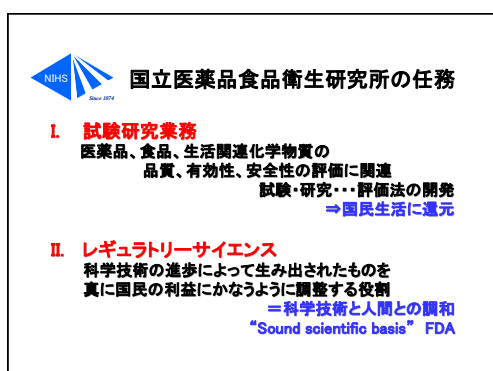 NIHS
Since 1874
国立医薬品食品衛生研究所の任務
I. 試験研究業務
医薬品、食品、生活関連化学物質の
品質、有効性、安全性の評価に関連
試験・研究・・・評価法の開発
⇒国民生活に還元
II. レギュラトリーサイエンス
科学技術の進歩によって生み出されたものを
真に国民の利益にかなうように調整する役割
＝科学技術と人間との調和
“Sound scientific basis” FDA